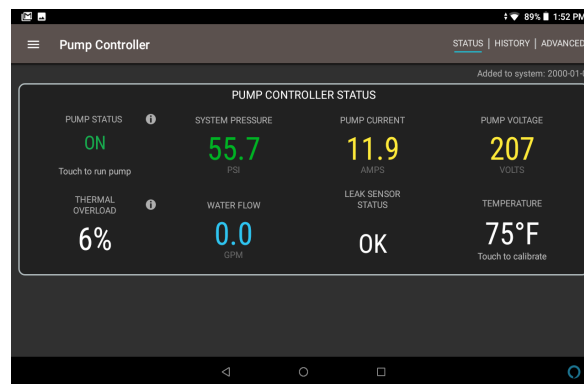 89% 1:52 PM
Pump Controller
STATUS | HISTORY | ADVANCED
Added to system: 2000-01-0
PUMP CONTROLLER STATUS
PUMP STATUS
ON
Touch to run pump
SYSTEM PRESSURE
55.7
PSI
PUMP CURRENT
11.9
AMPS
PUMP VOLTAGE
207
VOLTS
THERMAL
OVERLOAD
6%
WATER FLOW
0.0
GPM
LEAK SENSOR
STATUS
OK
TEMPERATURE
75°F
Touch to calibrate